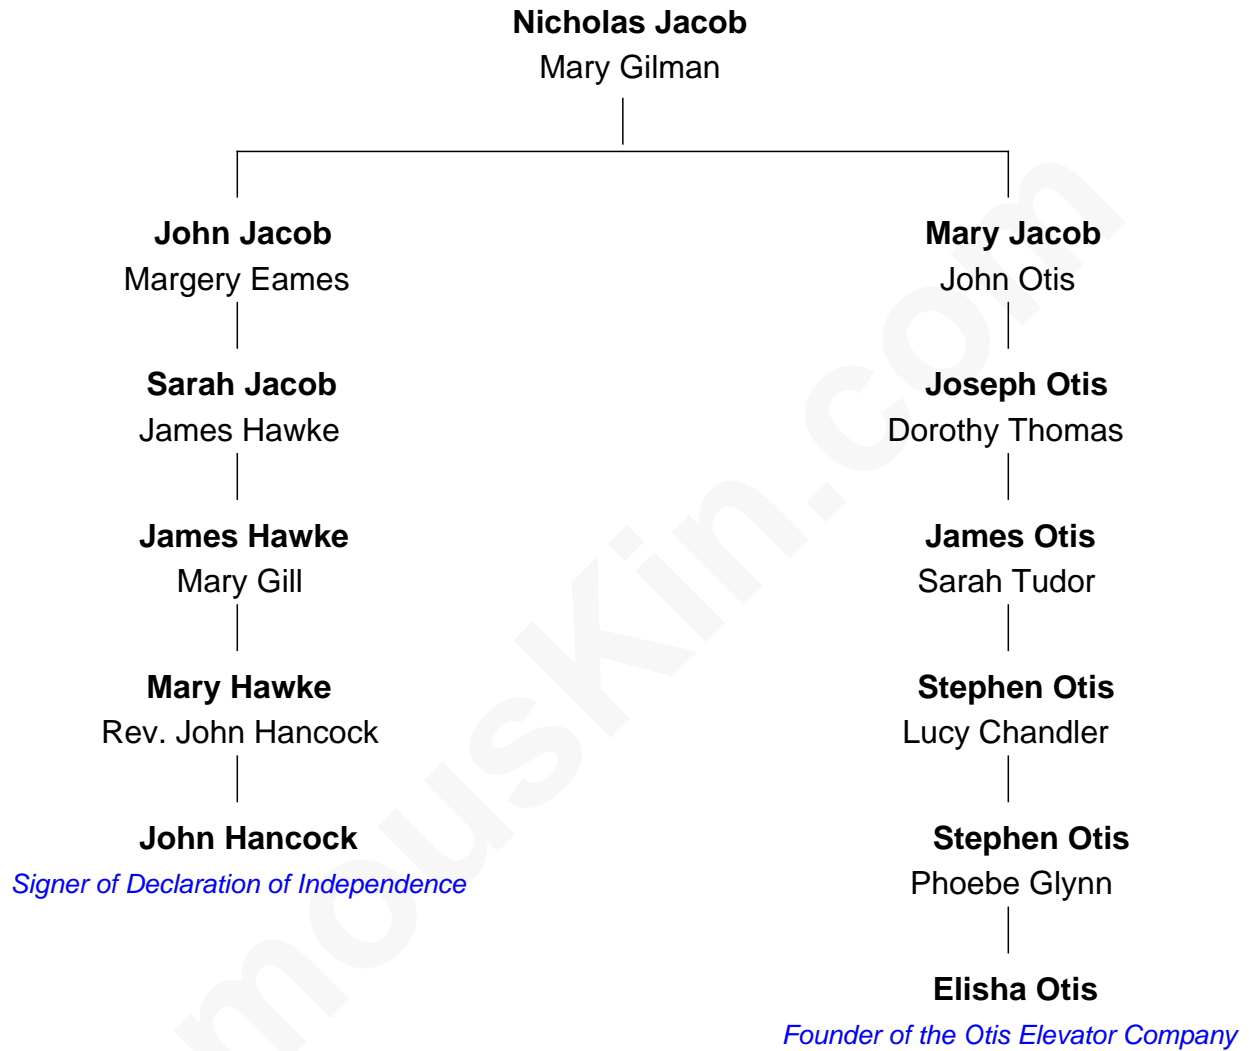 Nicholas Jacob
Mary Gilman
John Jacob
Margery Eames
Sarah Jacob
James Hawke
James Hawke
Mary Gill
Mary Hawke
Rev. John Hancock
John Hancock
Signer of Declaration of Independence
Mary Jacob
John Otis
Joseph Otis
Dorothy Thomas
James Otis
Sarah Tudor
Stephen Otis
Lucy Chandler
Stephen Otis
Phoebe Glynn
Elisha Otis
Founder of the Otis Elevator Company
mousKin.com